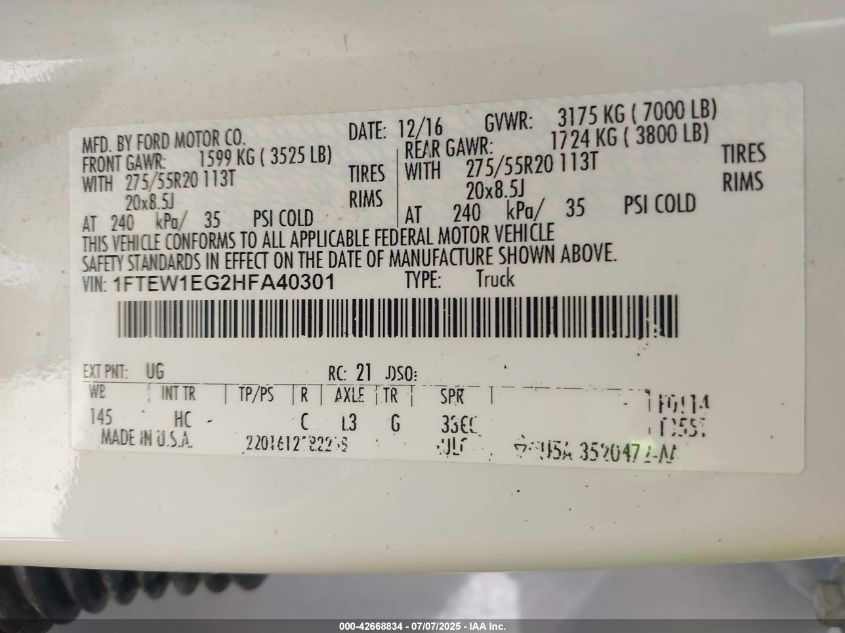 MFD. BY FORD MOTOR CO. DATE: 12/16 GVWR: 3175 KG ( 7000 LB)
FRONT GAWR: 1599 KG ( 3525 LB) REAR GAWR: 1724 KG ( 3800 LB)
WITH 275/55R20 113T TIRES WITH 275/55R20 113T TIRES
20x8.5J RIMS 20x8.5J RIMS
AT 240 kPa/ 35 PSI COLD AT 240 kPa/ 35 PSI COLD
THIS VEHICLE CONFORMS TO ALL APPLICABLE FEDERAL MOTOR VEHICLE
SAFETY STANDARDS IN EFFECT ON THE DATE OF MANUFACTURE SHOWN ABOVE.
VIN: 1FTEW1EG2HFA40301 TYPE: Truck
EXT PNT: UG RC: 21 DSO:
WB INT TR TP/PS R AXLE TR SPR
145 HC C L3 G
MADE IN U.S.A.
000-42668834 / 07/07/2025 - IAA Inc.